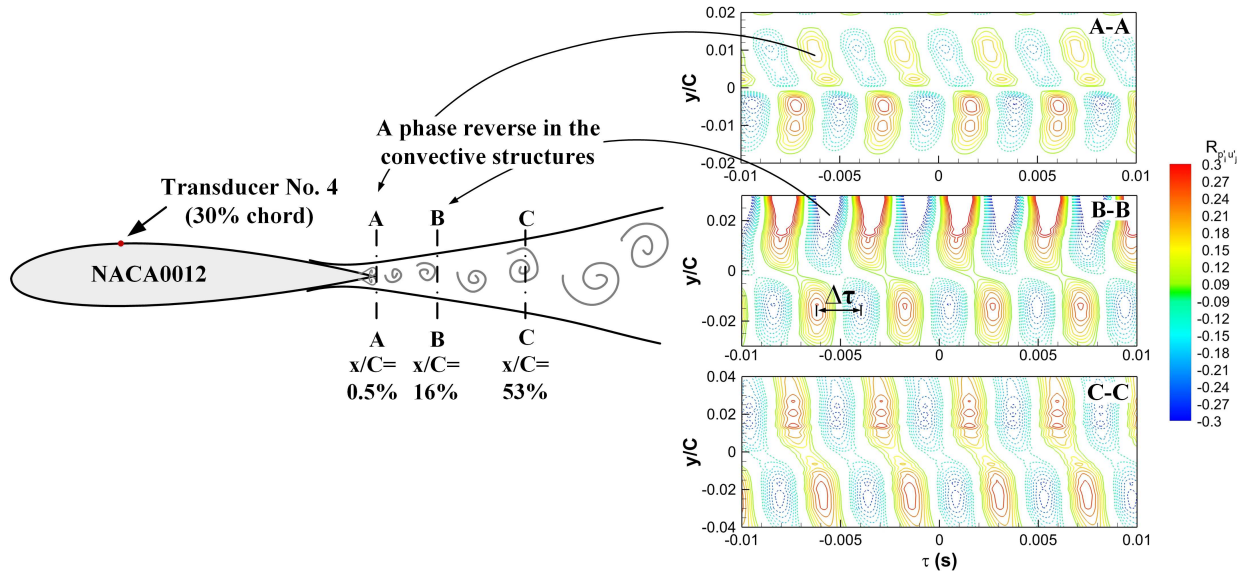 A phase reverse in the
convective structures
Transducer No. 4
(30% chord)
NACA0012
A
B
C
A
B
C
x/C=
x/C=
x/C=
0.5%
16%
53%
A-A
y/C
0.02
0.01
0
-0.01
-0.02
-0.01
-0.005
0
0.005
0.01
B-B
Δτ
y/C
0.02
0
-0.02
-0.01
-0.005
0
0.005
0.01
C-C
y/C
0.04
0.02
0
-0.02
-0.04
-0.01
-0.005
0
0.005
0.01
τ (s)
R p'i u'j
0.3
0.27
0.24
0.21
0.18
0.15
0.12
0.09
-0.09
-0.12
-0.15
-0.18
-0.21
-0.24
-0.27
-0.3